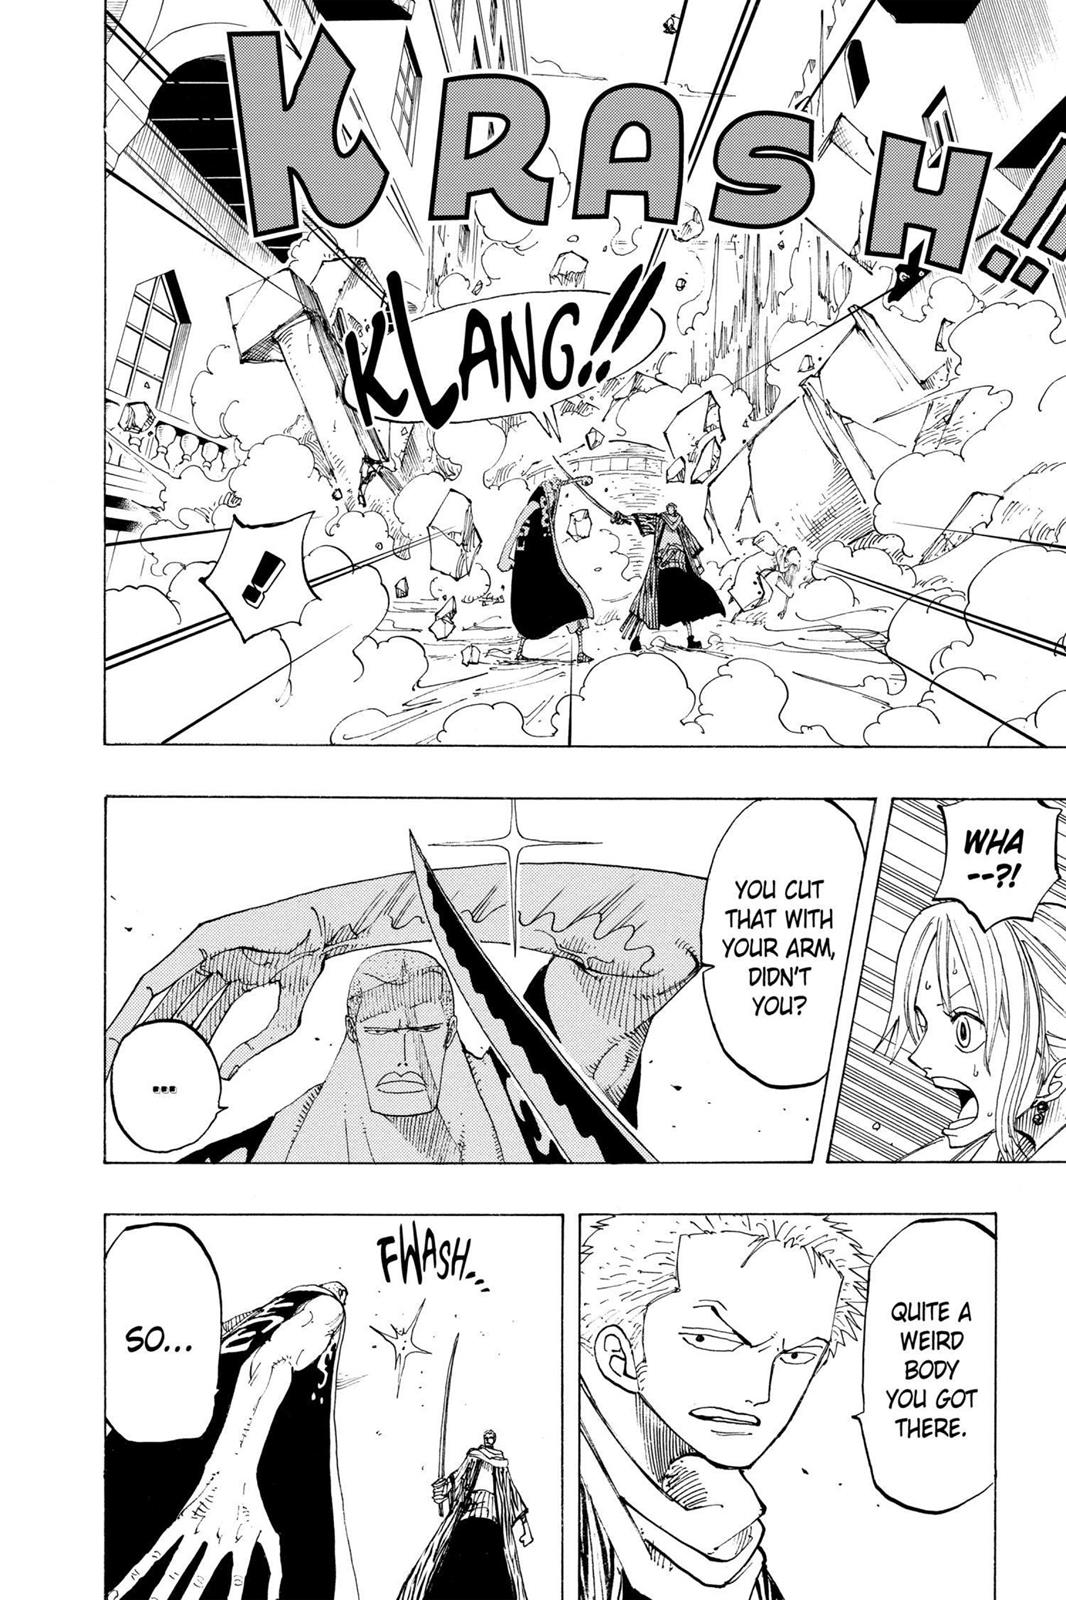 KRASH!!
KLANG!!
!!
WHA
--?!
YOU CUT
THAT WITH
YOUR ARM,
DIDN'T
YOU?
...
QUITE A
WEIRD
BODY
YOU GOT
THERE.
FWASH...
SO...